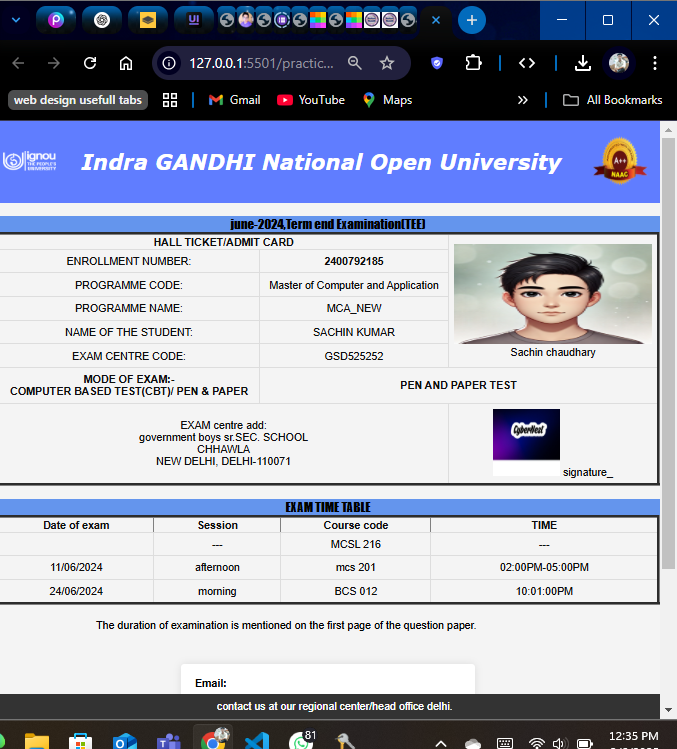 UI
127.0.0.1:5501/practic...
web design usefull tabs
Gmail
YouTube
Maps
All Bookmarks
ignou
THE PEOPLE'S
UNIVERSITY
Indra GANDHI National Open University
A++
NAAC
june-2024,Term end Examination(TEE)
HALL TICKET/ADMIT CARD
ENROLLMENT NUMBER: 2400792185
PROGRAMME CODE: Master of Computer and Application
PROGRAMME NAME: MCA_NEW
NAME OF THE STUDENT: SACHIN KUMAR
EXAM CENTRE CODE: GSD525252
Sachin chaudhary
MODE OF EXAM:-
COMPUTER BASED TEST(CBT)/ PEN & PAPER
PEN AND PAPER TEST
EXAM centre add:
government boys sr.SEC. SCHOOL
CHHAWLA
NEW DELHI, DELHI-110071
CyberNest
signature_
EXAM TIME TABLE
Date of exam Session Course code TIME
--- MCSL 216 ---
11/06/2024 afternoon mcs 201 02:00PM-05:00PM
24/06/2024 morning BCS 012 10:01:00PM
The duration of examination is mentioned on the first page of the question paper.
Email:
contact us at our regional center/head office delhi.
81
12:35 PM